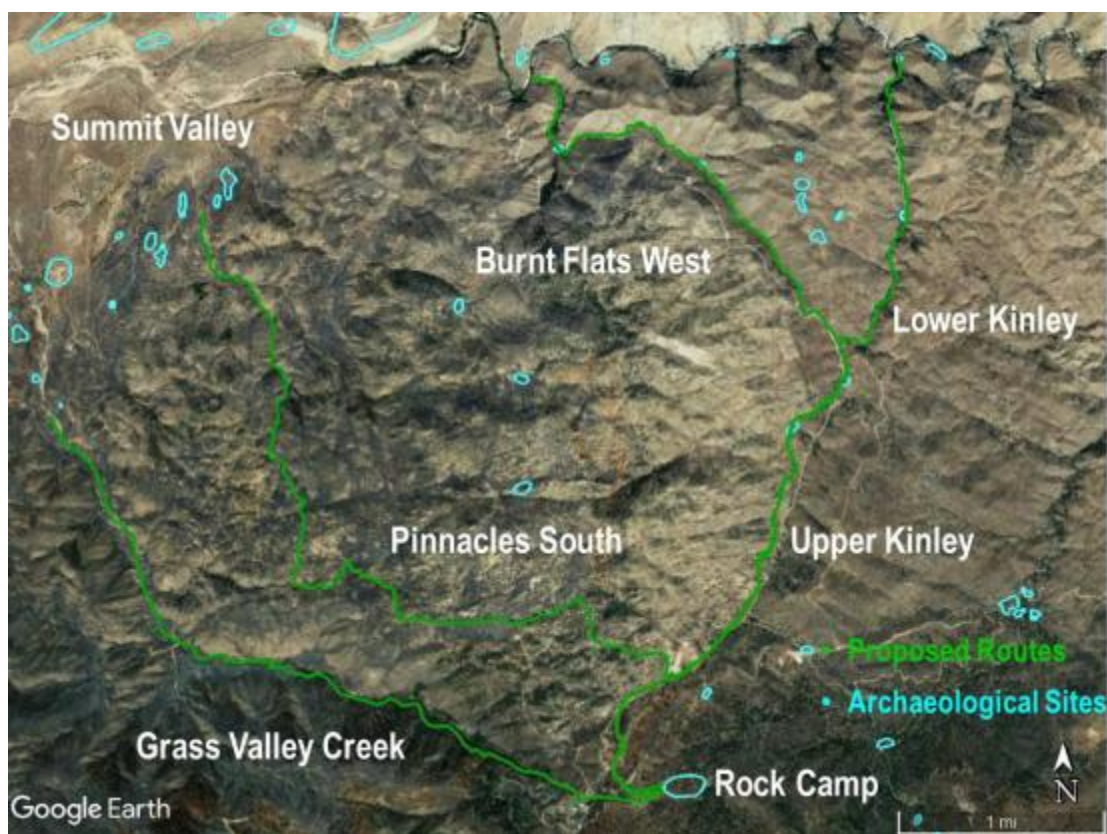 Summit Valley
Burnt Flats West
Lower Kinley
Pinnacles South
Upper Kinley
Proposed Routes
Archaeological Sites
Grass Valley Creek
Rock Camp
N
Google Earth
1 mi